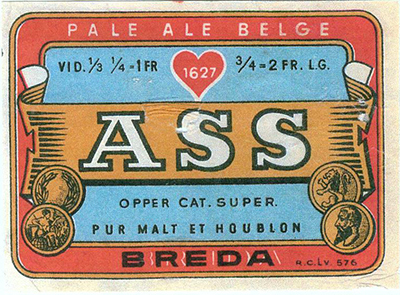 PALE ALE BELGE
VID. 1/3 1/4 = 1 FR 1627 3/4 = 2 FR. L.G.
ASS
OPPER CAT. SUPER.
PUR MALT ET HOUBLON
BREDA R.C.Lv. 576